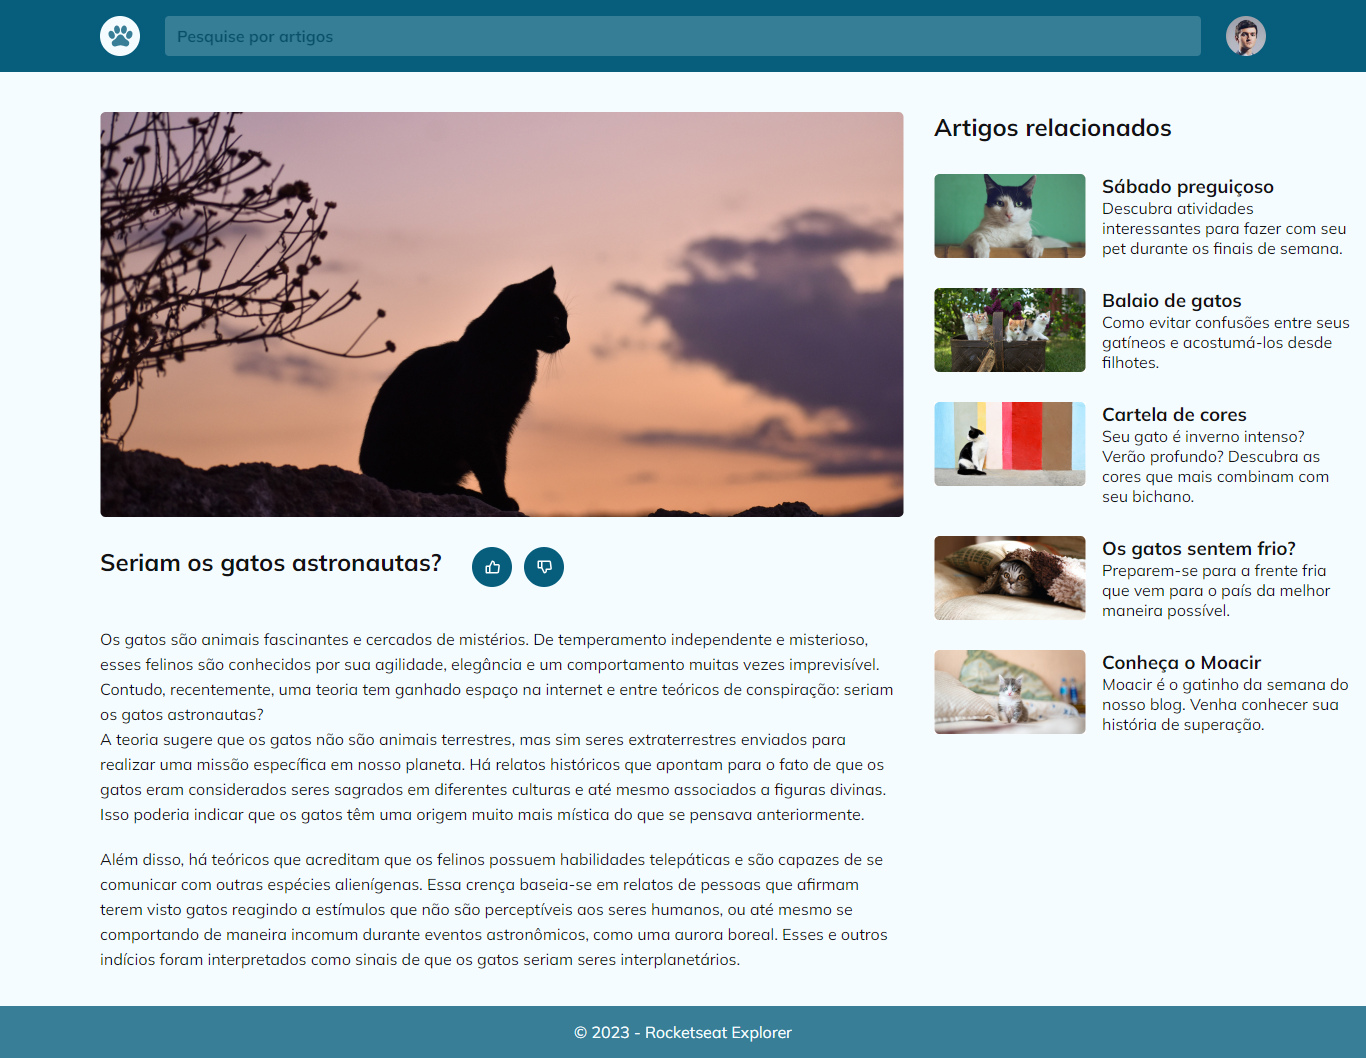 Pesquise por artigos
Seriam os gatos astronautas?
Os gatos são animais fascinantes e cercados de mistérios. De temperamento independente e misterioso,
esses felinos são conhecidos por sua agilidade, elegância e um comportamento muitas vezes imprevisível.
Contudo, recentemente, uma teoria tem ganhado espaço na internet e entre teóricos de conspiração: seriam
os gatos astronautas?
A teoria sugere que os gatos não são animais terrestres, mas sim seres extraterrestres enviados para
realizar uma missão específica em nosso planeta. Há relatos históricos que apontam para o fato de que os
gatos eram considerados seres sagrados em diferentes culturas e até mesmo associados a figuras divinas.
Isso poderia indicar que os gatos têm uma origem muito mais mística do que se pensava anteriormente.
Além disso, há teóricos que acreditam que os felinos possuem habilidades telepáticas e são capazes de se
comunicar com outras espécies alienígenas. Essa crença baseia-se em relatos de pessoas que afirmam
terem visto gatos reagindo a estímulos que não são perceptíveis aos seres humanos, ou até mesmo se
comportando de maneira incomum durante eventos astronômicos, como uma aurora boreal. Esses e outros
indícios foram interpretados como sinais de que os gatos seriam seres interplanetários.
Artigos relacionados
Sábado preguiçoso
Descubra atividades
interessantes para fazer com seu
pet durante os finais de semana.
Balaio de gatos
Como evitar confusões entre seus
gatíneos e acostumá-los desde
filhotes.
Cartela de cores
Seu gato é inverno intenso?
Verão profundo? Descubra as
cores que mais combinam com
seu bichano.
Os gatos sentem frio?
Preparem-se para a frente fria
que vem para o país da melhor
maneira possível.
Conheça o Moacir
Moacir é o gatinho da semana do
nosso blog. Venha conhecer sua
história de superação.
© 2023 - Rocketseat Explorer